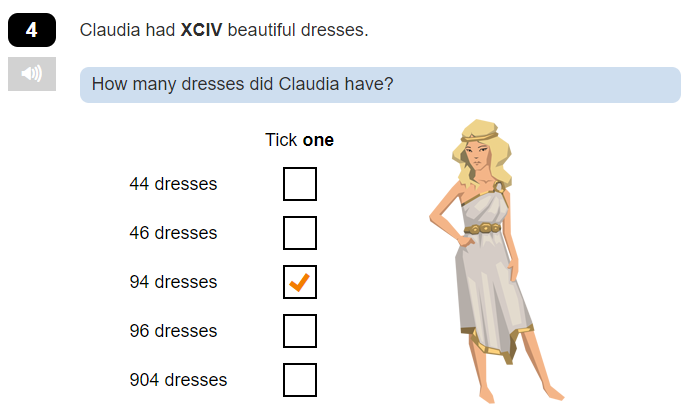 4
Claudia had XCIV beautiful dresses.
How many dresses did Claudia have?
Tick one
44 dresses
46 dresses
94 dresses
96 dresses
904 dresses